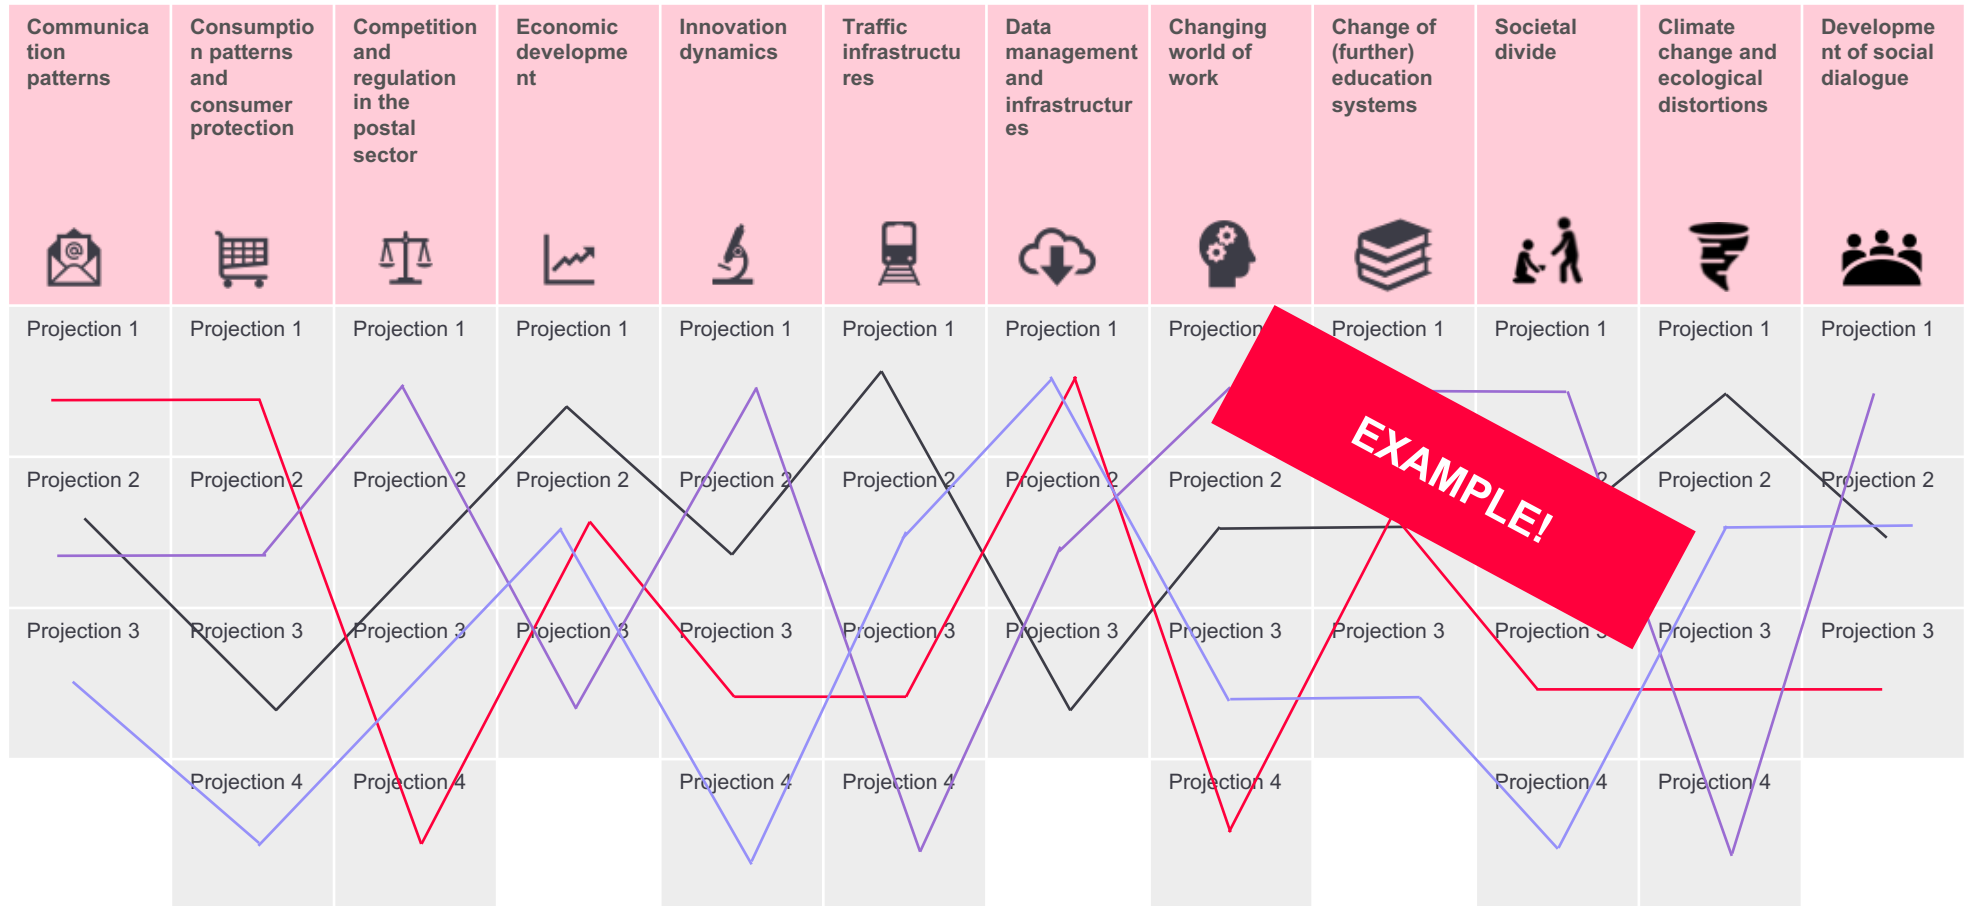 Communica
tion
patterns
Consumptio
n patterns
and
consumer
protection
Competition
and
regulation
in the
postal
sector
Economic
developme
nt
Innovation
dynamics
Traffic
infrastructu
res
Data
management
and
infrastructur
es
Changing
world of
work
Change of
(further)
education
systems
Societal
divide
Climate
change and
ecological
distortions
Developme
nt of social
dialogue
@
Projection 1
Projection 1
Projection 1
Projection 1
Projection 1
Projection 1
Projection 1
Projection
Projection 1
Projection 1
Projection 1
Projection 1
EXAMPLE!
Projection 2
Projection 2
Projection 2
Projection 2
Projection 2
Projection 2
Projection 2
Projection 2
2
Projection 2
Projection 2
Projection 3
Projection 3
Projection 3
Projection 3
Projection 3
Projection 3
Projection 3
Projection 3
Projection 3
Projection 3
Projection 3
Projection 3
Projection 4
Projection 4
Projection 4
Projection 4
Projection 4
Projection 4
Projection 4